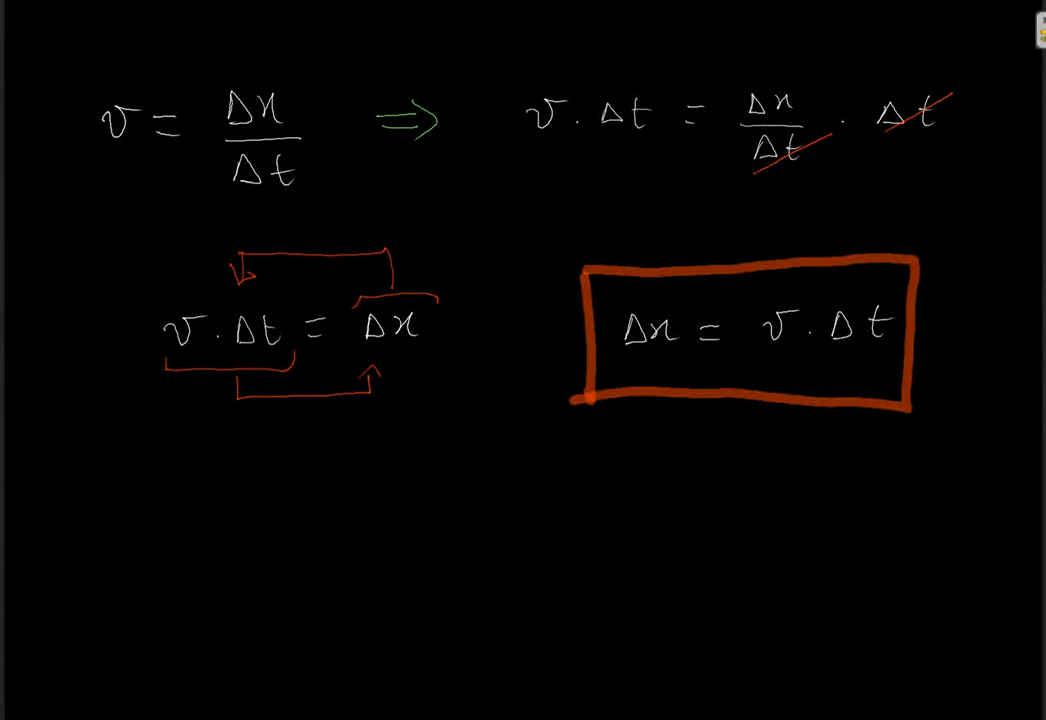 v = Δx/Δt ⇒ v · Δt = Δx/Δt · Δt
v · Δt = Δx
Δx = v · Δt